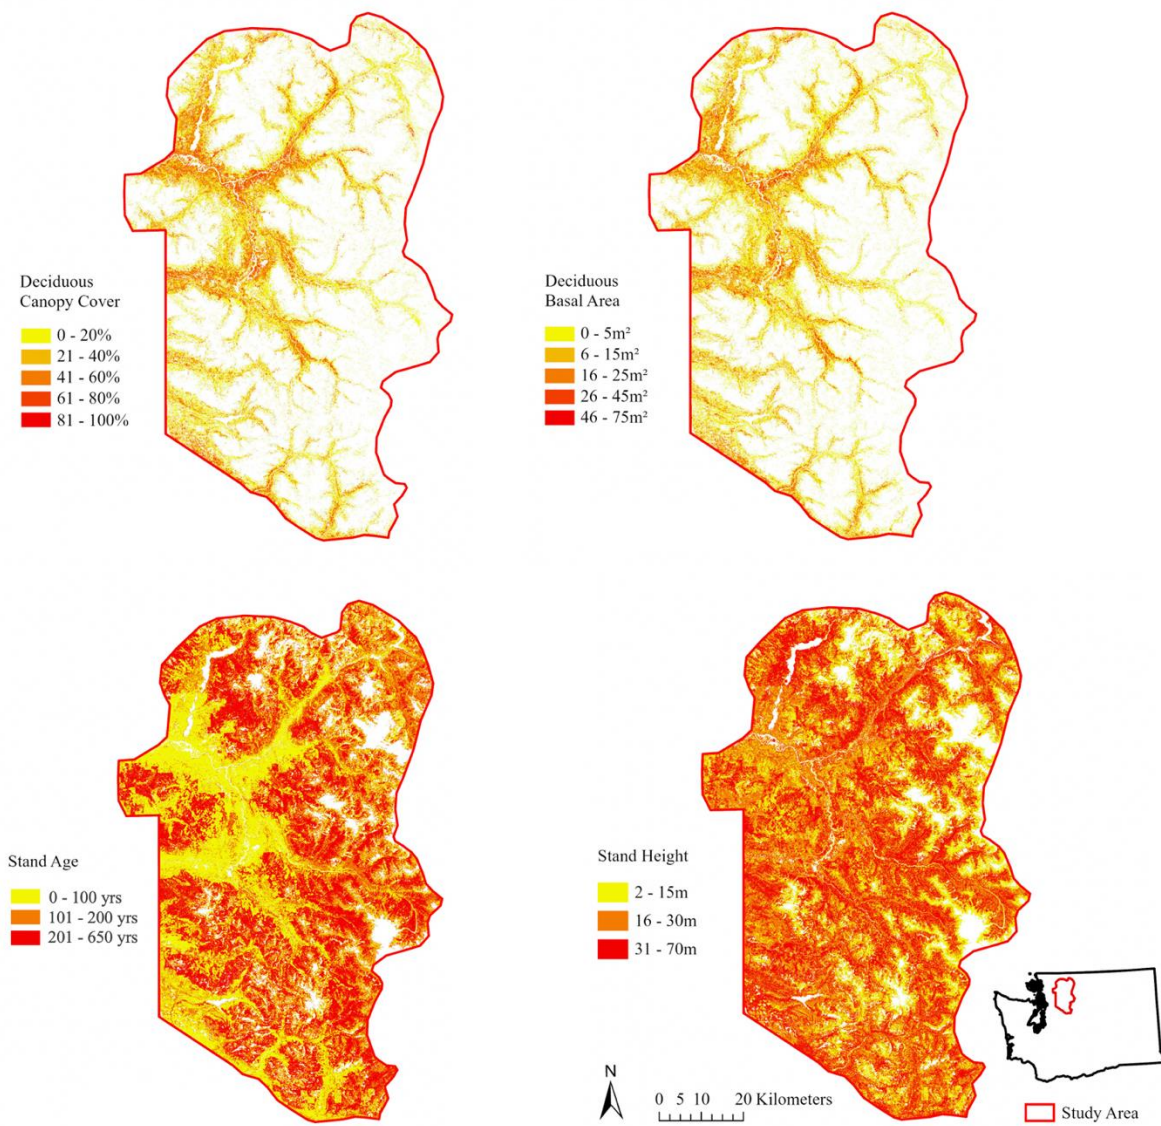 Deciduous
Canopy Cover
0 - 20%
21 - 40%
41 - 60%
61 - 80%
81 - 100%
Deciduous
Basal Area
0 - 5m²
6 - 15m²
16 - 25m²
26 - 45m²
46 - 75m²
Stand Age
0 - 100 yrs
101 - 200 yrs
201 - 650 yrs
Stand Height
2 - 15m
16 - 30m
31 - 70m
N
0 5 10 20 Kilometers
Study Area